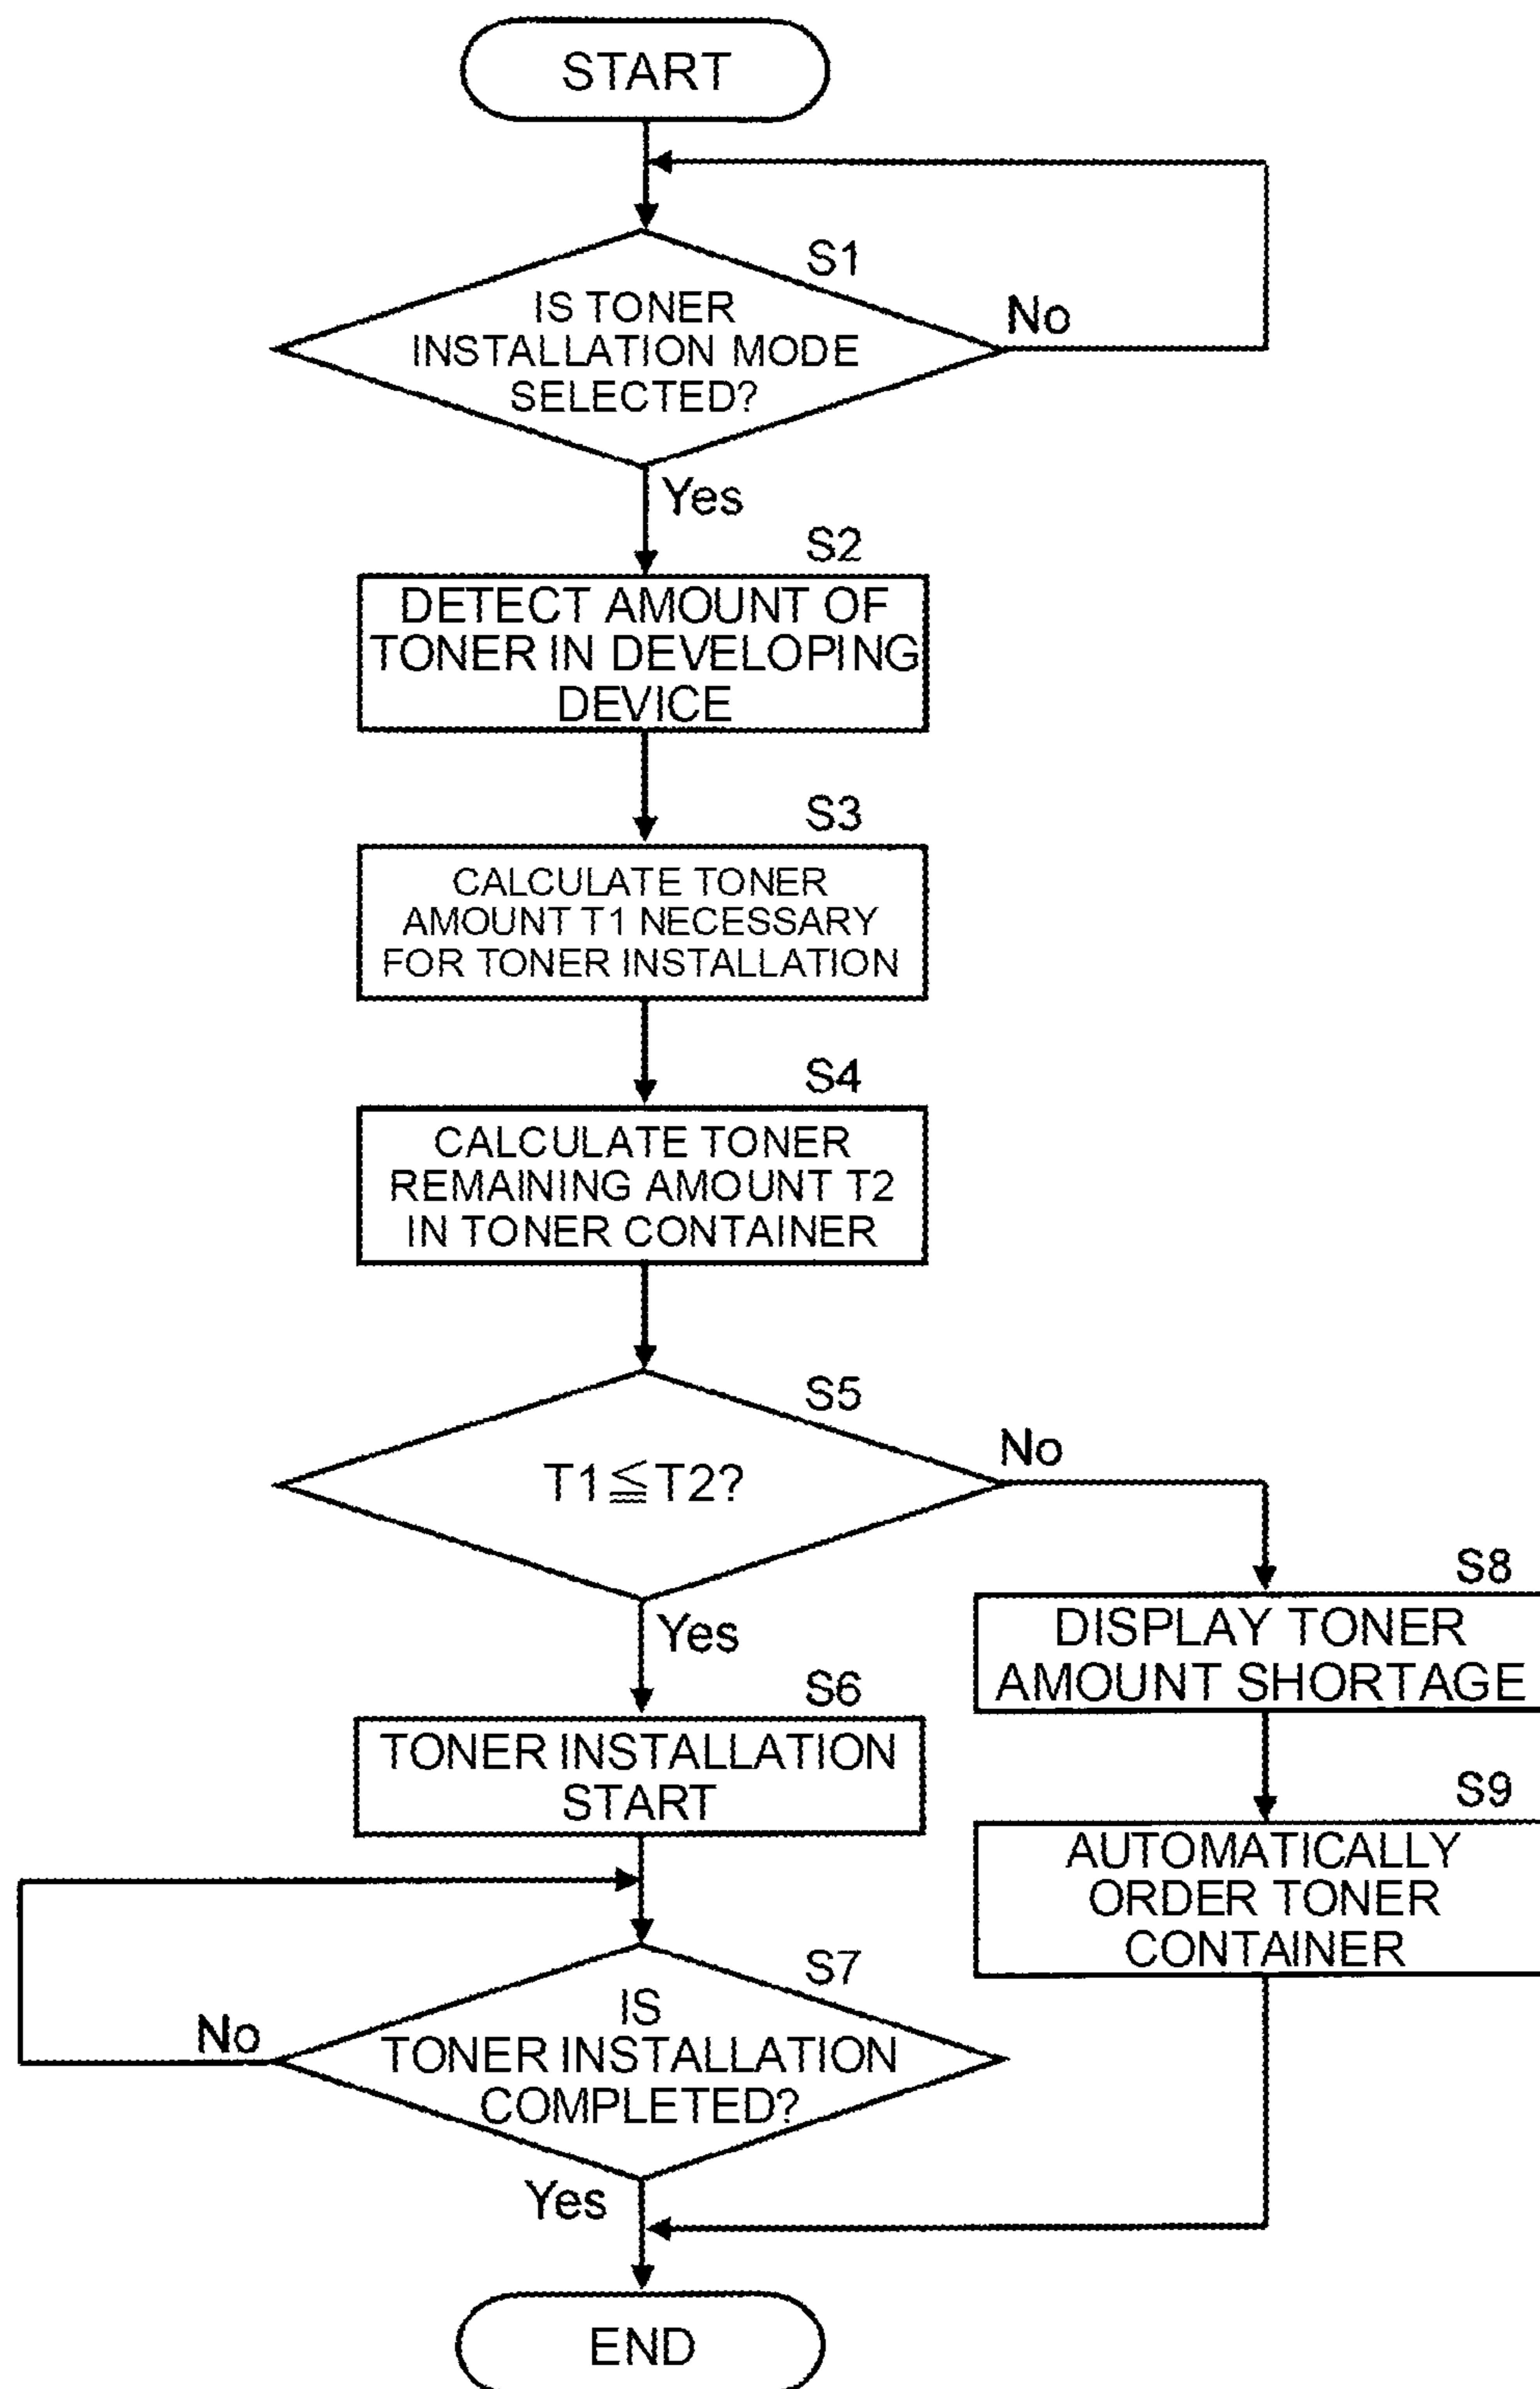 START
S1
IS TONER
INSTALLATION MODE
SELECTED?
No
Yes
S2
DETECT AMOUNT OF
TONER IN DEVELOPING
DEVICE
S3
CALCULATE TONER
AMOUNT T1 NECESSARY
FOR TONER INSTALLATION
S4
CALCULATE TONER
REMAINING AMOUNT T2
IN TONER CONTAINER
S5
T1≦T2?
No
Yes
S6
TONER INSTALLATION
START
S8
DISPLAY TONER
AMOUNT SHORTAGE
S9
AUTOMATICALLY
ORDER TONER
CONTAINER
S7
IS
TONER INSTALLATION
COMPLETED?
No
Yes
END